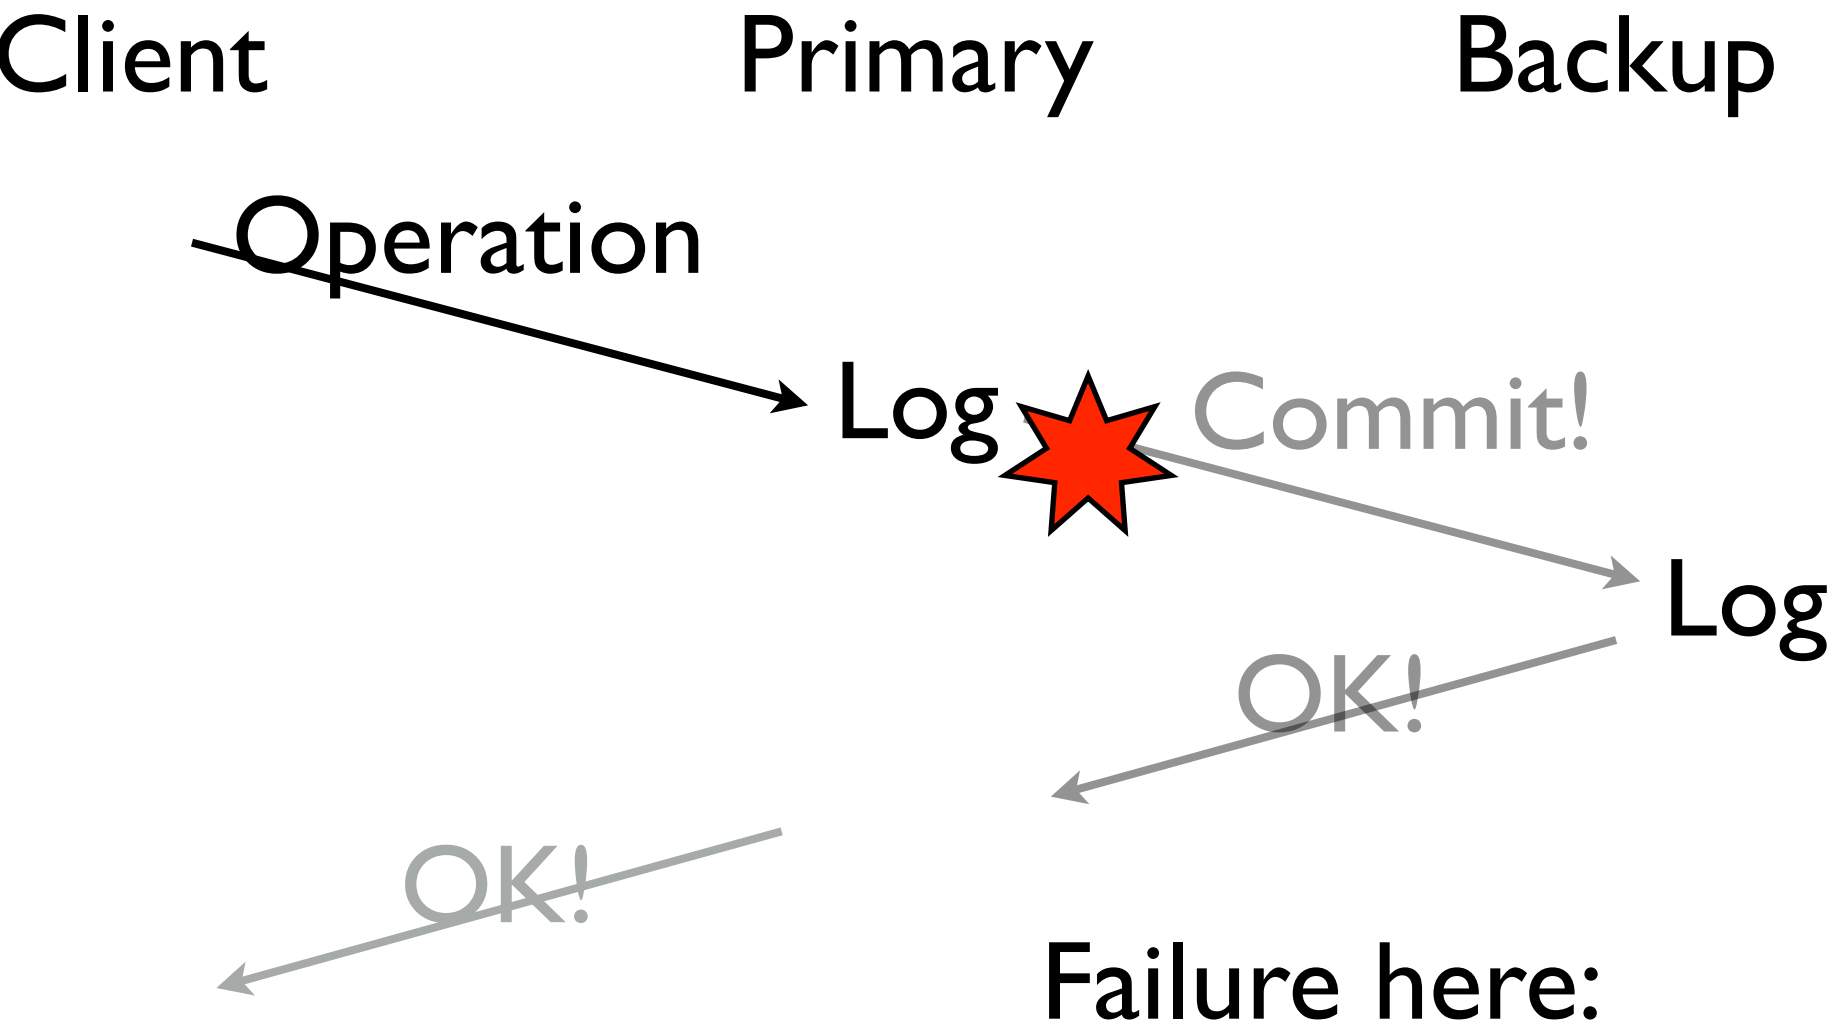 Client Primary Backup
Operation
Log Commit!
Log
OK!
OK!
Failure here: